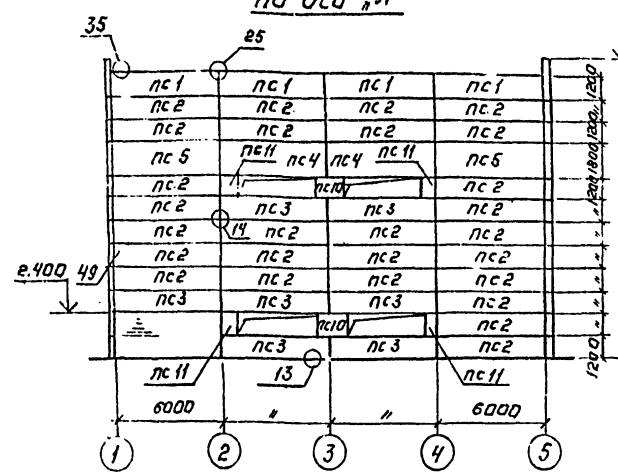 по оси "Л"
35 25
пс1 пс1 пс1 пс1
пс2 пс2 пс2 пс2
пс2 пс2 пс2 пс2
пс11 пс11
пс5 пс4 пс4 пс5
пс2 пс10 пс2
пс2 пс3 пс3 пс2
14
пс2 пс2 пс2 пс2
2.400 49 пс2 пс2 пс2 пс2
пс2 пс2 пс2 пс2
пс3 пс3 пс3 пс2
пс10 пс2
пс3 пс3 пс2
пс11 13 пс11
1200 " " " " " 1200 1800 1200 " 1200
6000 " " 6000
1 2 3 4 5